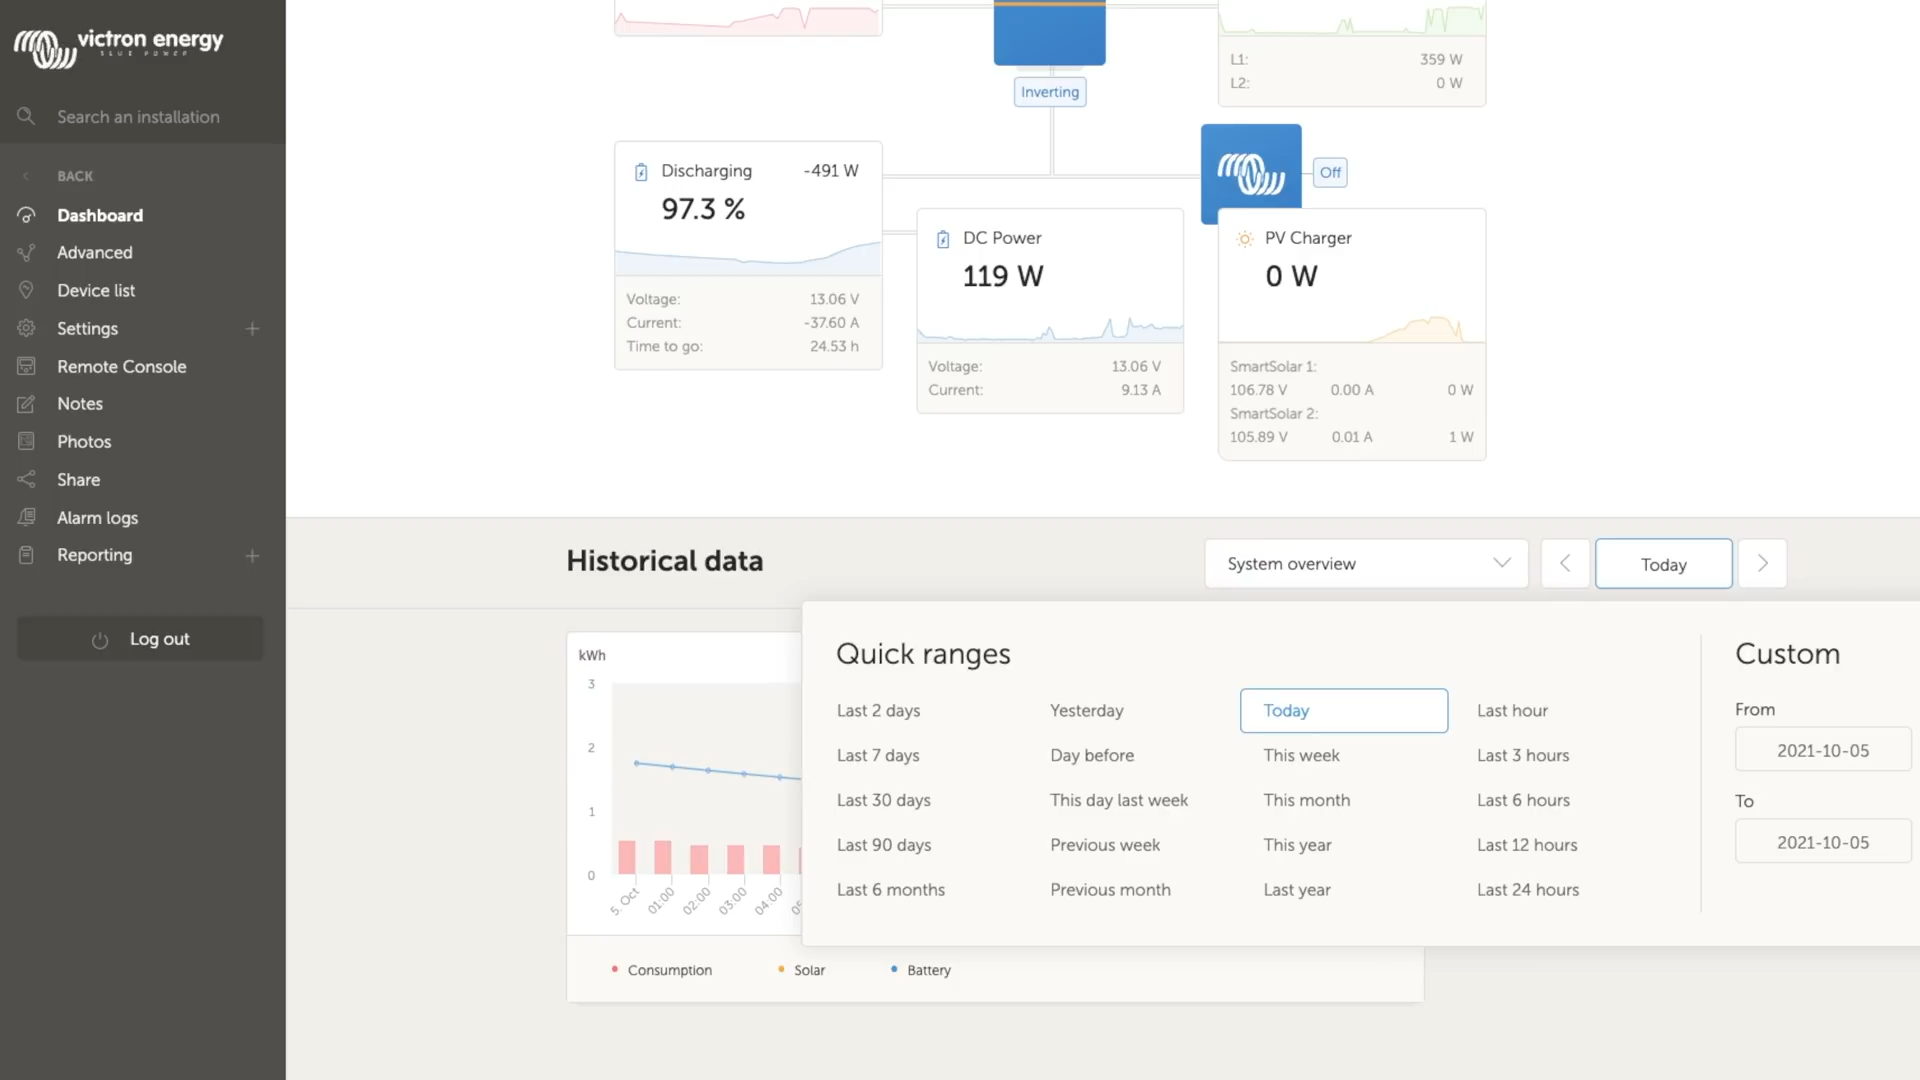 victron energy
BLUE POWER
Search an installation
BACK
Dashboard
Advanced
Device list
Settings
Remote Console
Notes
Photos
Share
Alarm logs
Reporting
Log out
L1: 359 W
L2: 0 W
Inverting
Off
Discharging -491 W
97.3 %
Voltage: 13.06 V
Current: -37.60 A
Time to go: 24.53 h
DC Power
119 W
Voltage: 13.06 V
Current: 9.13 A
PV Charger
0 W
SmartSolar 1:
106.78 V 0.00 A 0 W
SmartSolar 2:
105.89 V 0.01 A 1 W
Historical data
System overview
Today
kWh
3
2
1
0
5. Oct 01:00 02:00 03:00 04:00
Consumption Solar Battery
Quick ranges
Last 2 days Yesterday Today Last hour
Last 7 days Day before This week Last 3 hours
Last 30 days This day last week This month Last 6 hours
Last 90 days Previous week This year Last 12 hours
Last 6 months Previous month Last year Last 24 hours
Custom
From
2021-10-05
To
2021-10-05